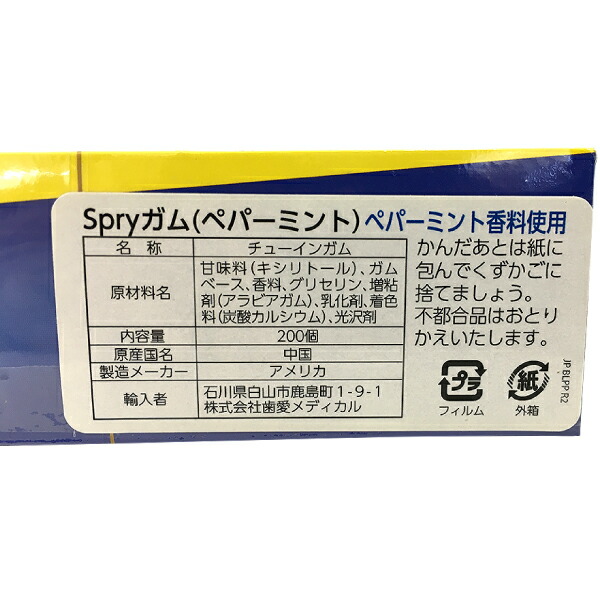 Spryガム(ペパーミント) ペパーミント香料使用
名 称 チューインガム
原材料名 甘味料(キシリトール)、ガム
ベース、香料、グリセリン、増粘
剤(アラビアガム)、乳化剤、着色
料(炭酸カルシウム)、光沢剤
内容量 200個
原産国名 中国
製造メーカー アメリカ
輸入者 石川県白山市鹿島町1-9-1
株式会社歯愛メディカル
かんだあとは紙に
包んでくずかごに
捨てましょう。
不都合品はおとり
かえいたします。
プラ
フィルム
紙
外箱
JP BLPP R2